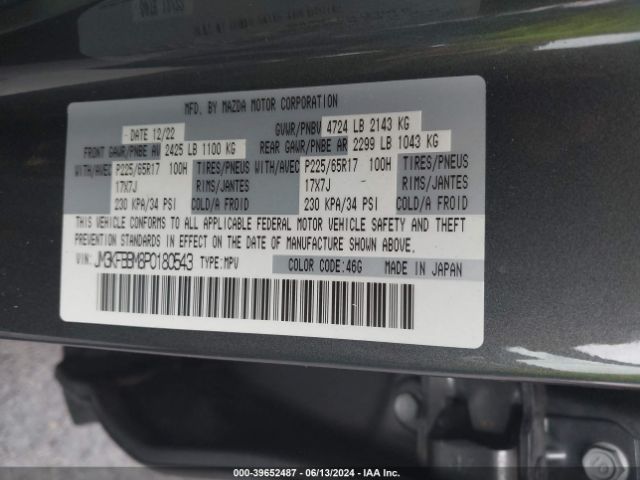 MFD. BY MAZDA MOTOR CORPORATION
DATE 12/22 GVWR/PNBV 4724 LB 2143 KG
FRONT GAWR/PNBE AV 2425 LB 1100 KG REAR GAWR/PNBE AR 2299 LB 1043 KG
WITH/AVEC P225/65R17 100H TIRES/PNEUS WITH/AVEC P225/65R17 100H TIRES/PNEUS
17X7J RIMS/JANTES 17X7J RIMS/JANTES
230 KPA/34 PSI COLD/A FROID 230 KPA/34 PSI COLD/A FROID
THIS VEHICLE CONFORMS TO ALL APPLICABLE FEDERAL MOTOR VEHICLE SAFETY AND THEFT
PREVENTION STANDARDS IN EFFECT ON THE DATE OF MANUFACTURE SHOWN ABOVE.
VIN: JM3KFBBM8P0180543 TYPE:MPV COLOR CODE:46G MADE IN JAPAN
000-39652487 - 06/13/2024 - IAA Inc.